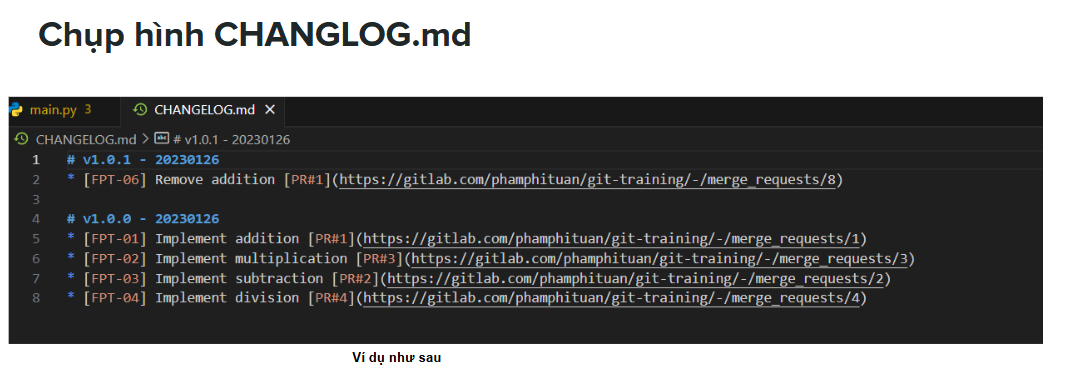 Chụp hình CHANGLOG.md
main.py 3 CHANGELOG.md ×
CHANGELOG.md > # v1.0.1 - 20230126
1 # v1.0.1 - 20230126
2 * [FPT-06] Remove addition [PR#1](https://gitlab.com/phamphituan/git-training/-/merge_requests/8)
3
4 # v1.0.0 - 20230126
5 * [FPT-01] Implement addition [PR#1](https://gitlab.com/phamphituan/git-training/-/merge_requests/1)
6 * [FPT-02] Implement multiplication [PR#3](https://gitlab.com/phamphituan/git-training/-/merge_requests/3)
7 * [FPT-03] Implement subtraction [PR#2](https://gitlab.com/phamphituan/git-training/-/merge_requests/2)
8 * [FPT-04] Implement division [PR#4](https://gitlab.com/phamphituan/git-training/-/merge_requests/4)
Ví dụ như sau